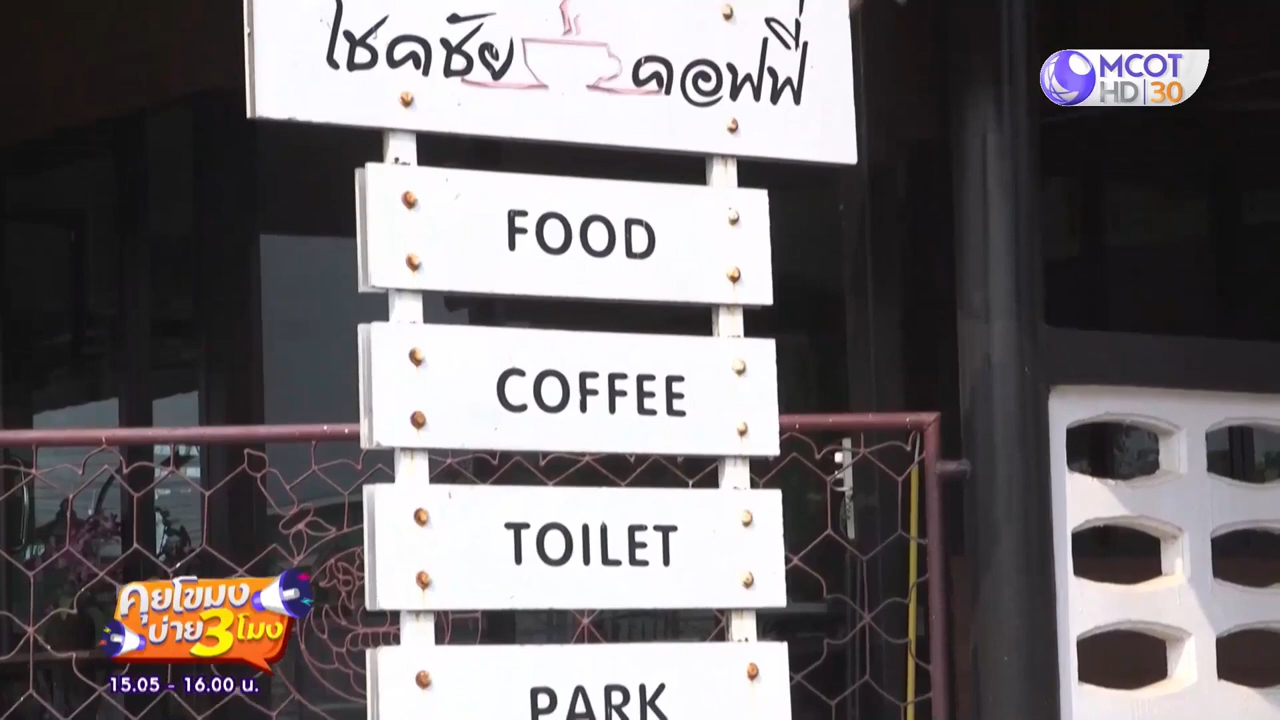 โชคชัย คอฟฟี่
MCOT
HD 30
FOOD
COFFEE
TOILET
PARK
คุยโขมง
บ่าย 3 โมง
15.05 - 16.00 น.